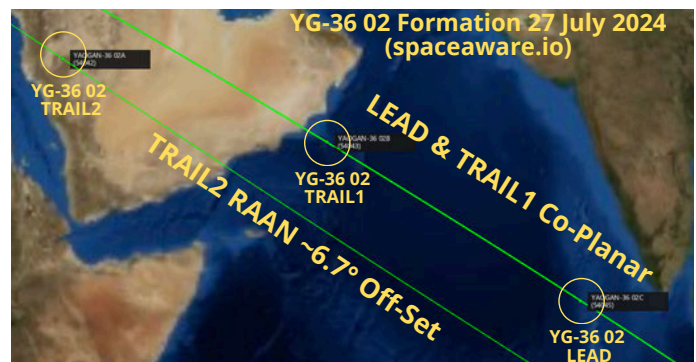 YG-36 02 Formation 27 July 2024
(spaceaware.io)
YAOGAN-36 02A
(54042)
YG-36 02
TRAIL2
YAOGAN-36 02B
(54043)
YG-36 02
TRAIL1
LEAD & TRAIL1 Co-Planar
TRAIL2 RAAN ~6.7° Off-Set
YAOGAN-36 02C
(54045)
YG-36 02
LEAD